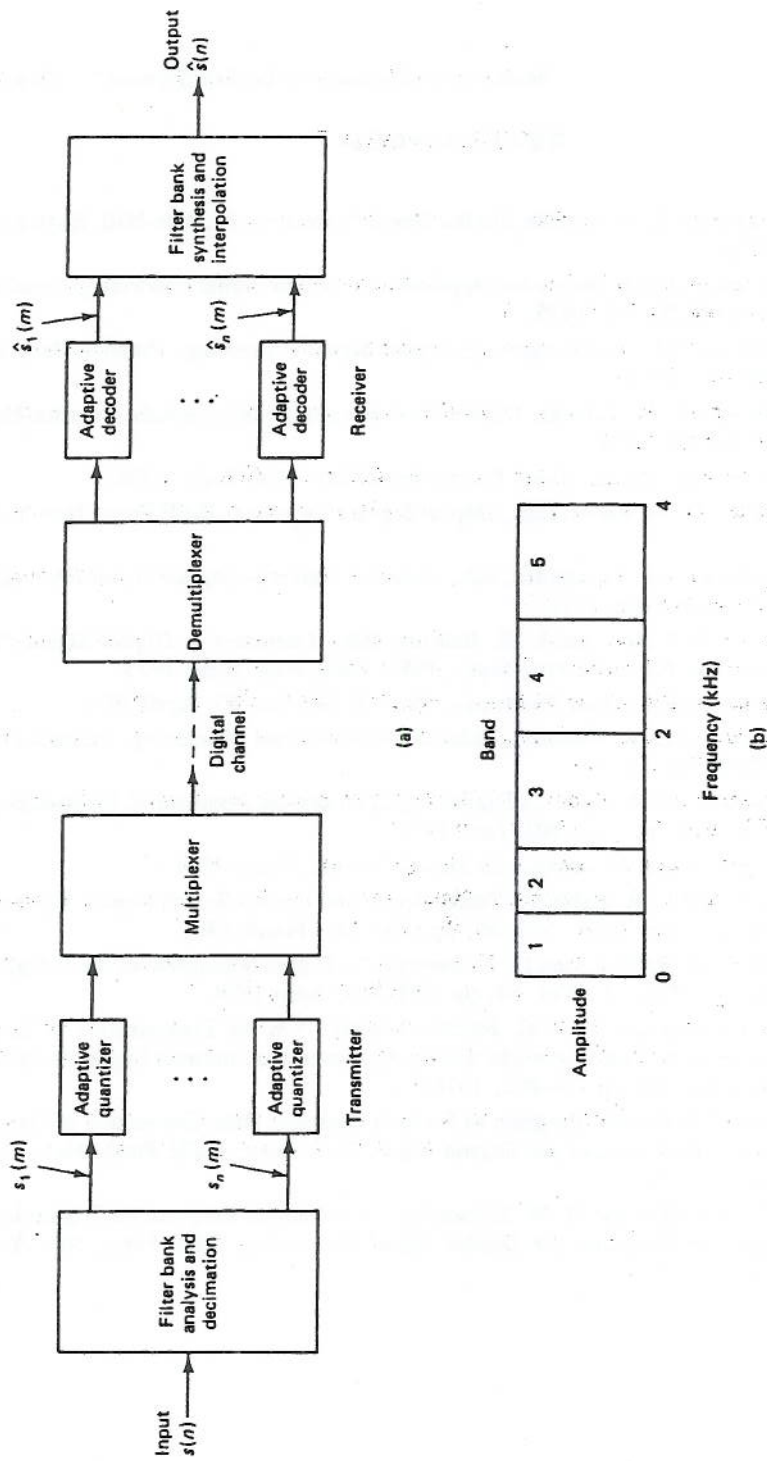 Input
s(n)
Filter bank
analysis and
decimation
s₁(m)
sₙ(m)
Adaptive
quantizer
⋮
Adaptive
quantizer
Transmitter
Multiplexer
Digital
channel
Demultiplexer
Adaptive
decoder
⋮
Adaptive
decoder
Receiver
ŝ₁(m)
ŝₙ(m)
Filter bank
synthesis and
interpolation
Output
ŝ(n)
(a)
Band
Amplitude
1 2 3 4 5
0 2 4
Frequency (kHz)
(b)